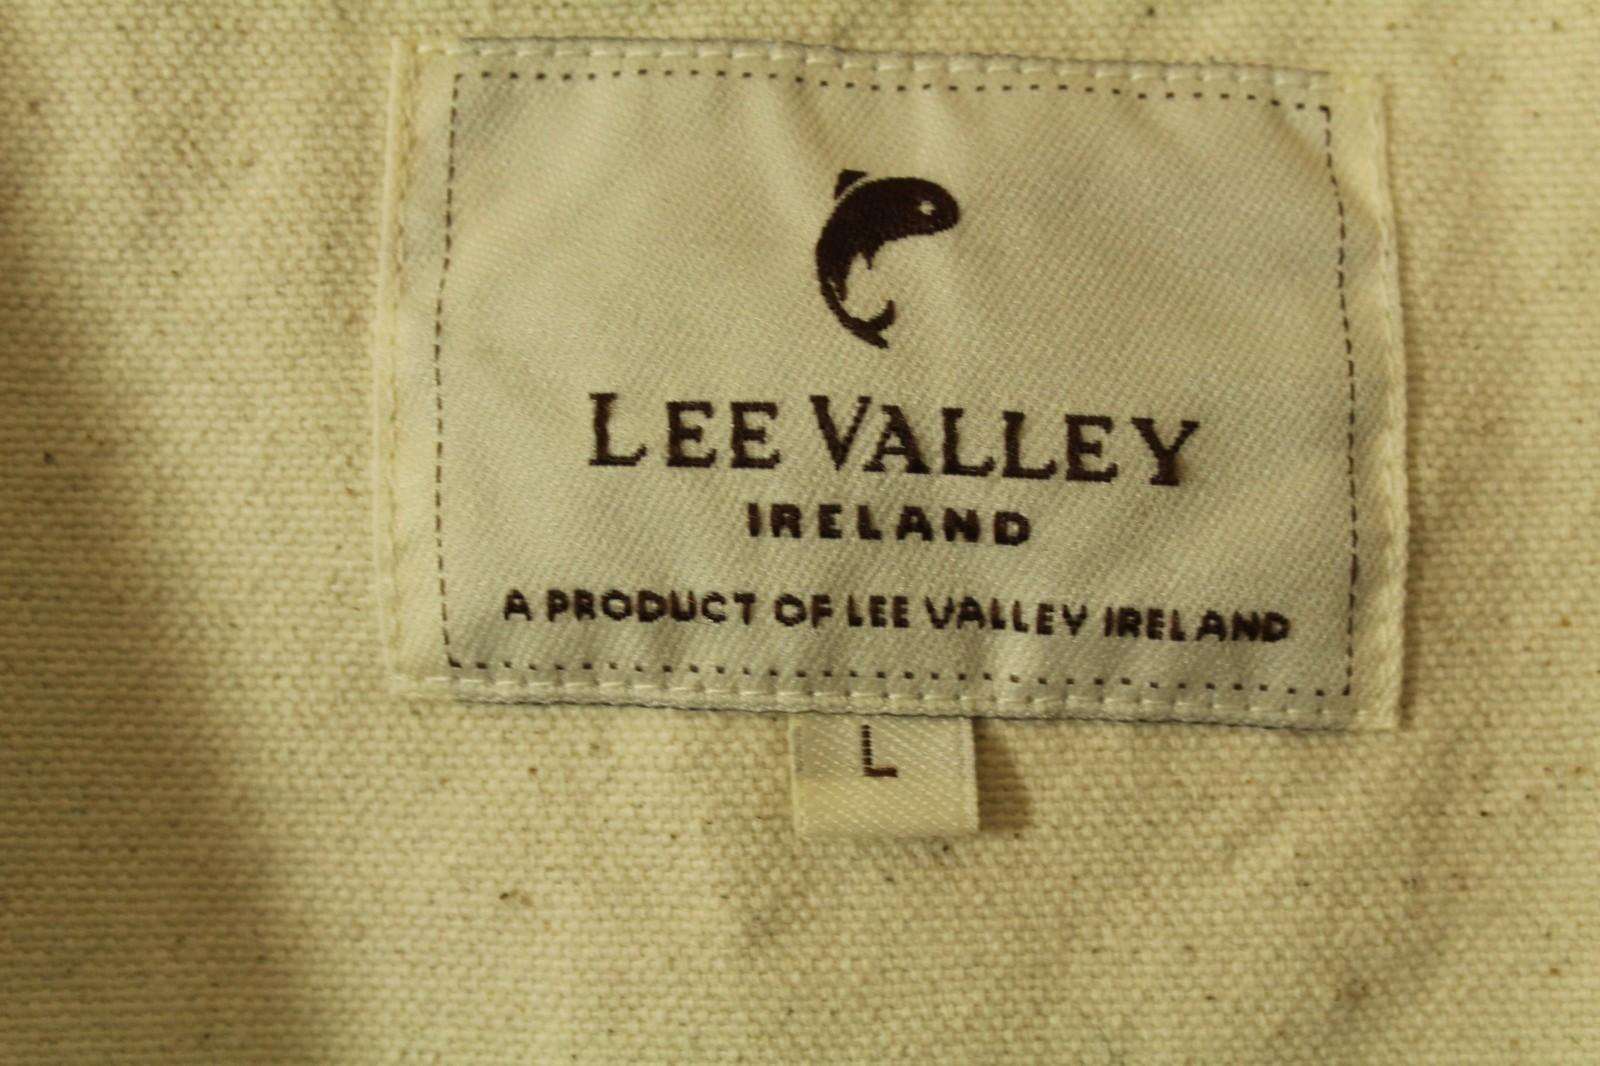 LEE VALLEY
IRELAND
A PRODUCT OF LEE VALLEY IRELAND
L